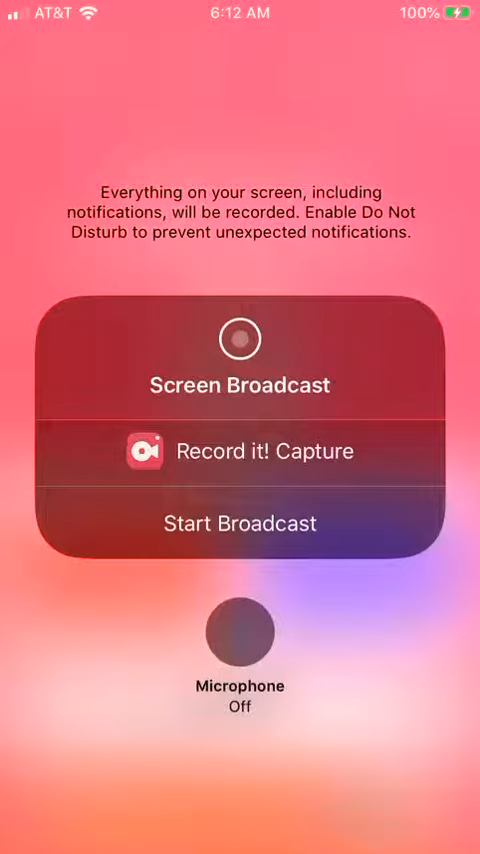 AT&T 6:12 AM 100%
Everything on your screen, including
notifications, will be recorded. Enable Do Not
Disturb to prevent unexpected notifications.
Screen Broadcast
Record it! Capture
Start Broadcast
Microphone
Off